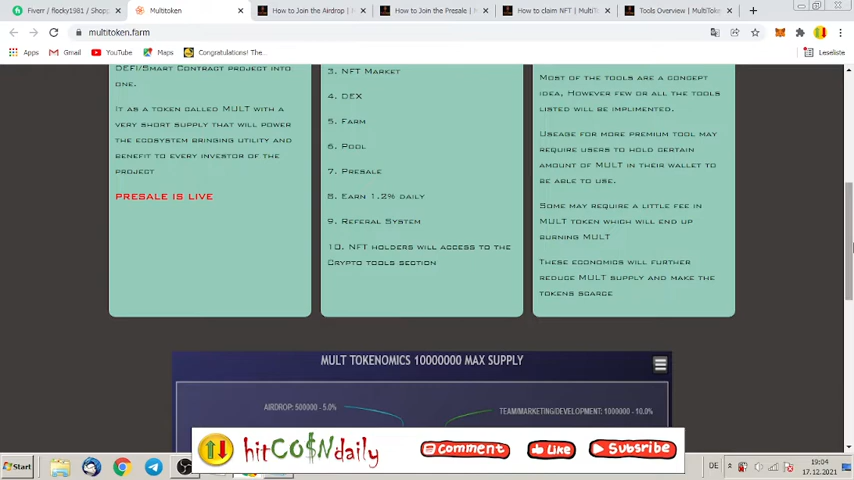 Fiverr / flocky1981 / Shopp
Multitoken
How to Join the Airdrop |
How to Join the Presale | M
How to claim NFT | MultiTo
Tools Overview | MultiToke
multitoken.farm
Apps
Gmail
YouTube
Maps
News
Congratulations! The...
Leseliste
DEFi/Smart Contract project into
one.
It as a token called MULT with a
very short supply that will power
the ecosystem bringing utility and
benefit to every investor of the
project
PRESALE IS LIVE
3. NFT Market
4. DEX
5. Farm
6. Pool
7. Presale
8. Earn 1.2% daily
9. Referal System
10. NFT holders will access to the
Crypto tools section
Most of the tools are a concept
idea, However few or all the tools
listed will be implimented.
Useage for more premium tool may
require users to hold certain
amount of MULT in their wallet to
be able to use.
Some may require a little fee in
MULT token which will end up
burning MULT
These economics will further
reduce MULT supply and make the
tokens scarce
MULT TOKENOMICS 10000000 MAX SUPPLY
AIRDROP: 500000 - 5.0%
TEAM/MARKETING/DEVELOPMENT: 1000000 - 10.0%
hitCO$Ndaily
Comment
Like
Subsribe
Start
DE
19:04
17.12.2021